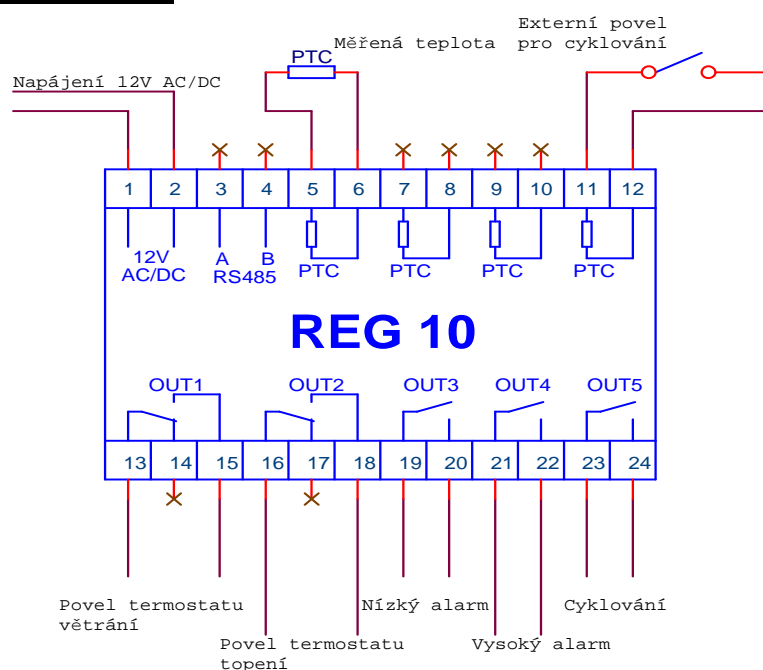 Externí povel
PTC Měřená teplota pro cyklování
Napájení 12V AC/DC
1 2 3 4 5 6 7 8 9 10 11 12
12V A B
AC/DC RS485 PTC PTC PTC PTC
REG 10
OUT1 OUT2 OUT3 OUT4 OUT5
13 14 15 16 17 18 19 20 21 22 23 24
Povel termostatu Nízký alarm Cyklování
větrání
Povel termostatu Vysoký alarm
topení